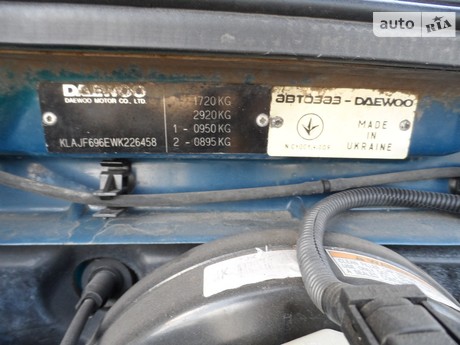 auto RIA
DAEWOO
DAEWOO MOTOR CO., LTD.
KLAJF696EWK226458
1720 KG
2920 KG
1 - 0950 KG
2 - 0895 KG
АВТОЗАЗ - DAEWOO
MADE
IN
UKRAINE